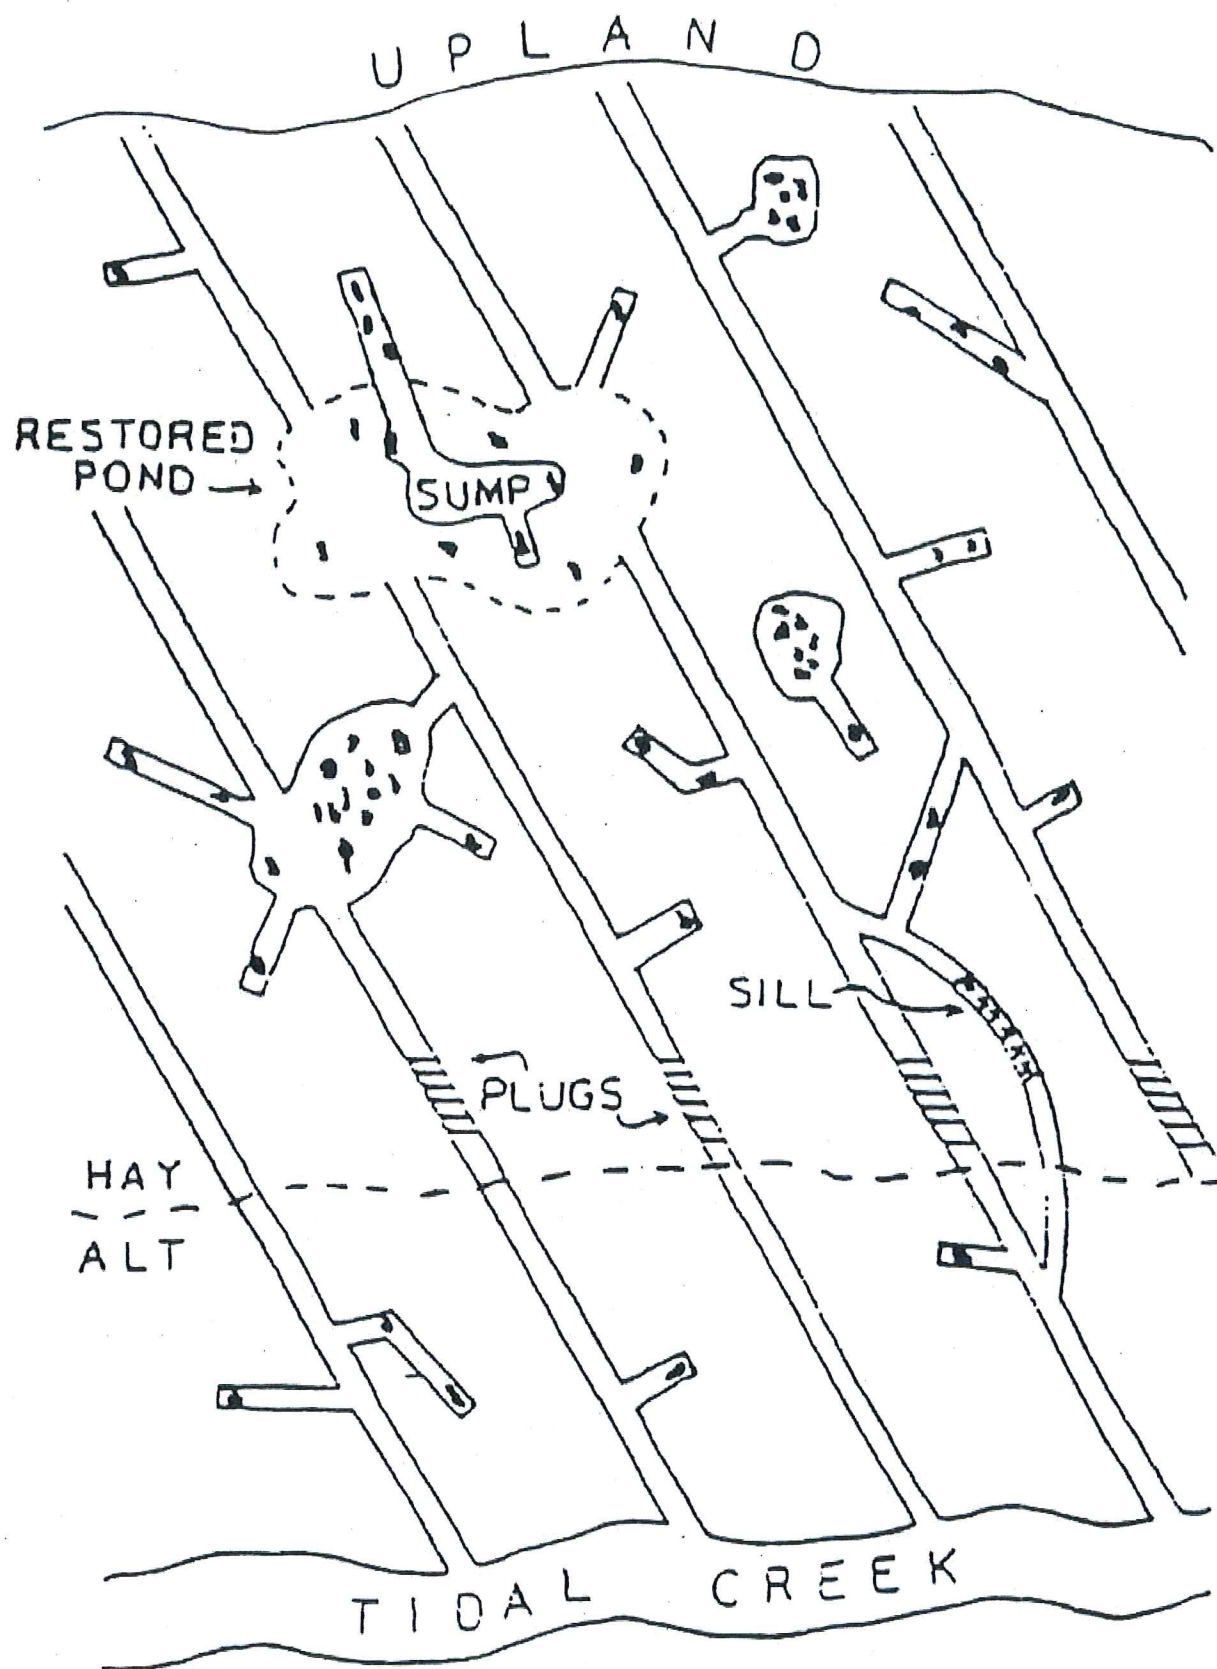 UPLAND
RESTORED
POND
SUMP
SILL
PLUGS
HAY
ALT
TIDAL CREEK